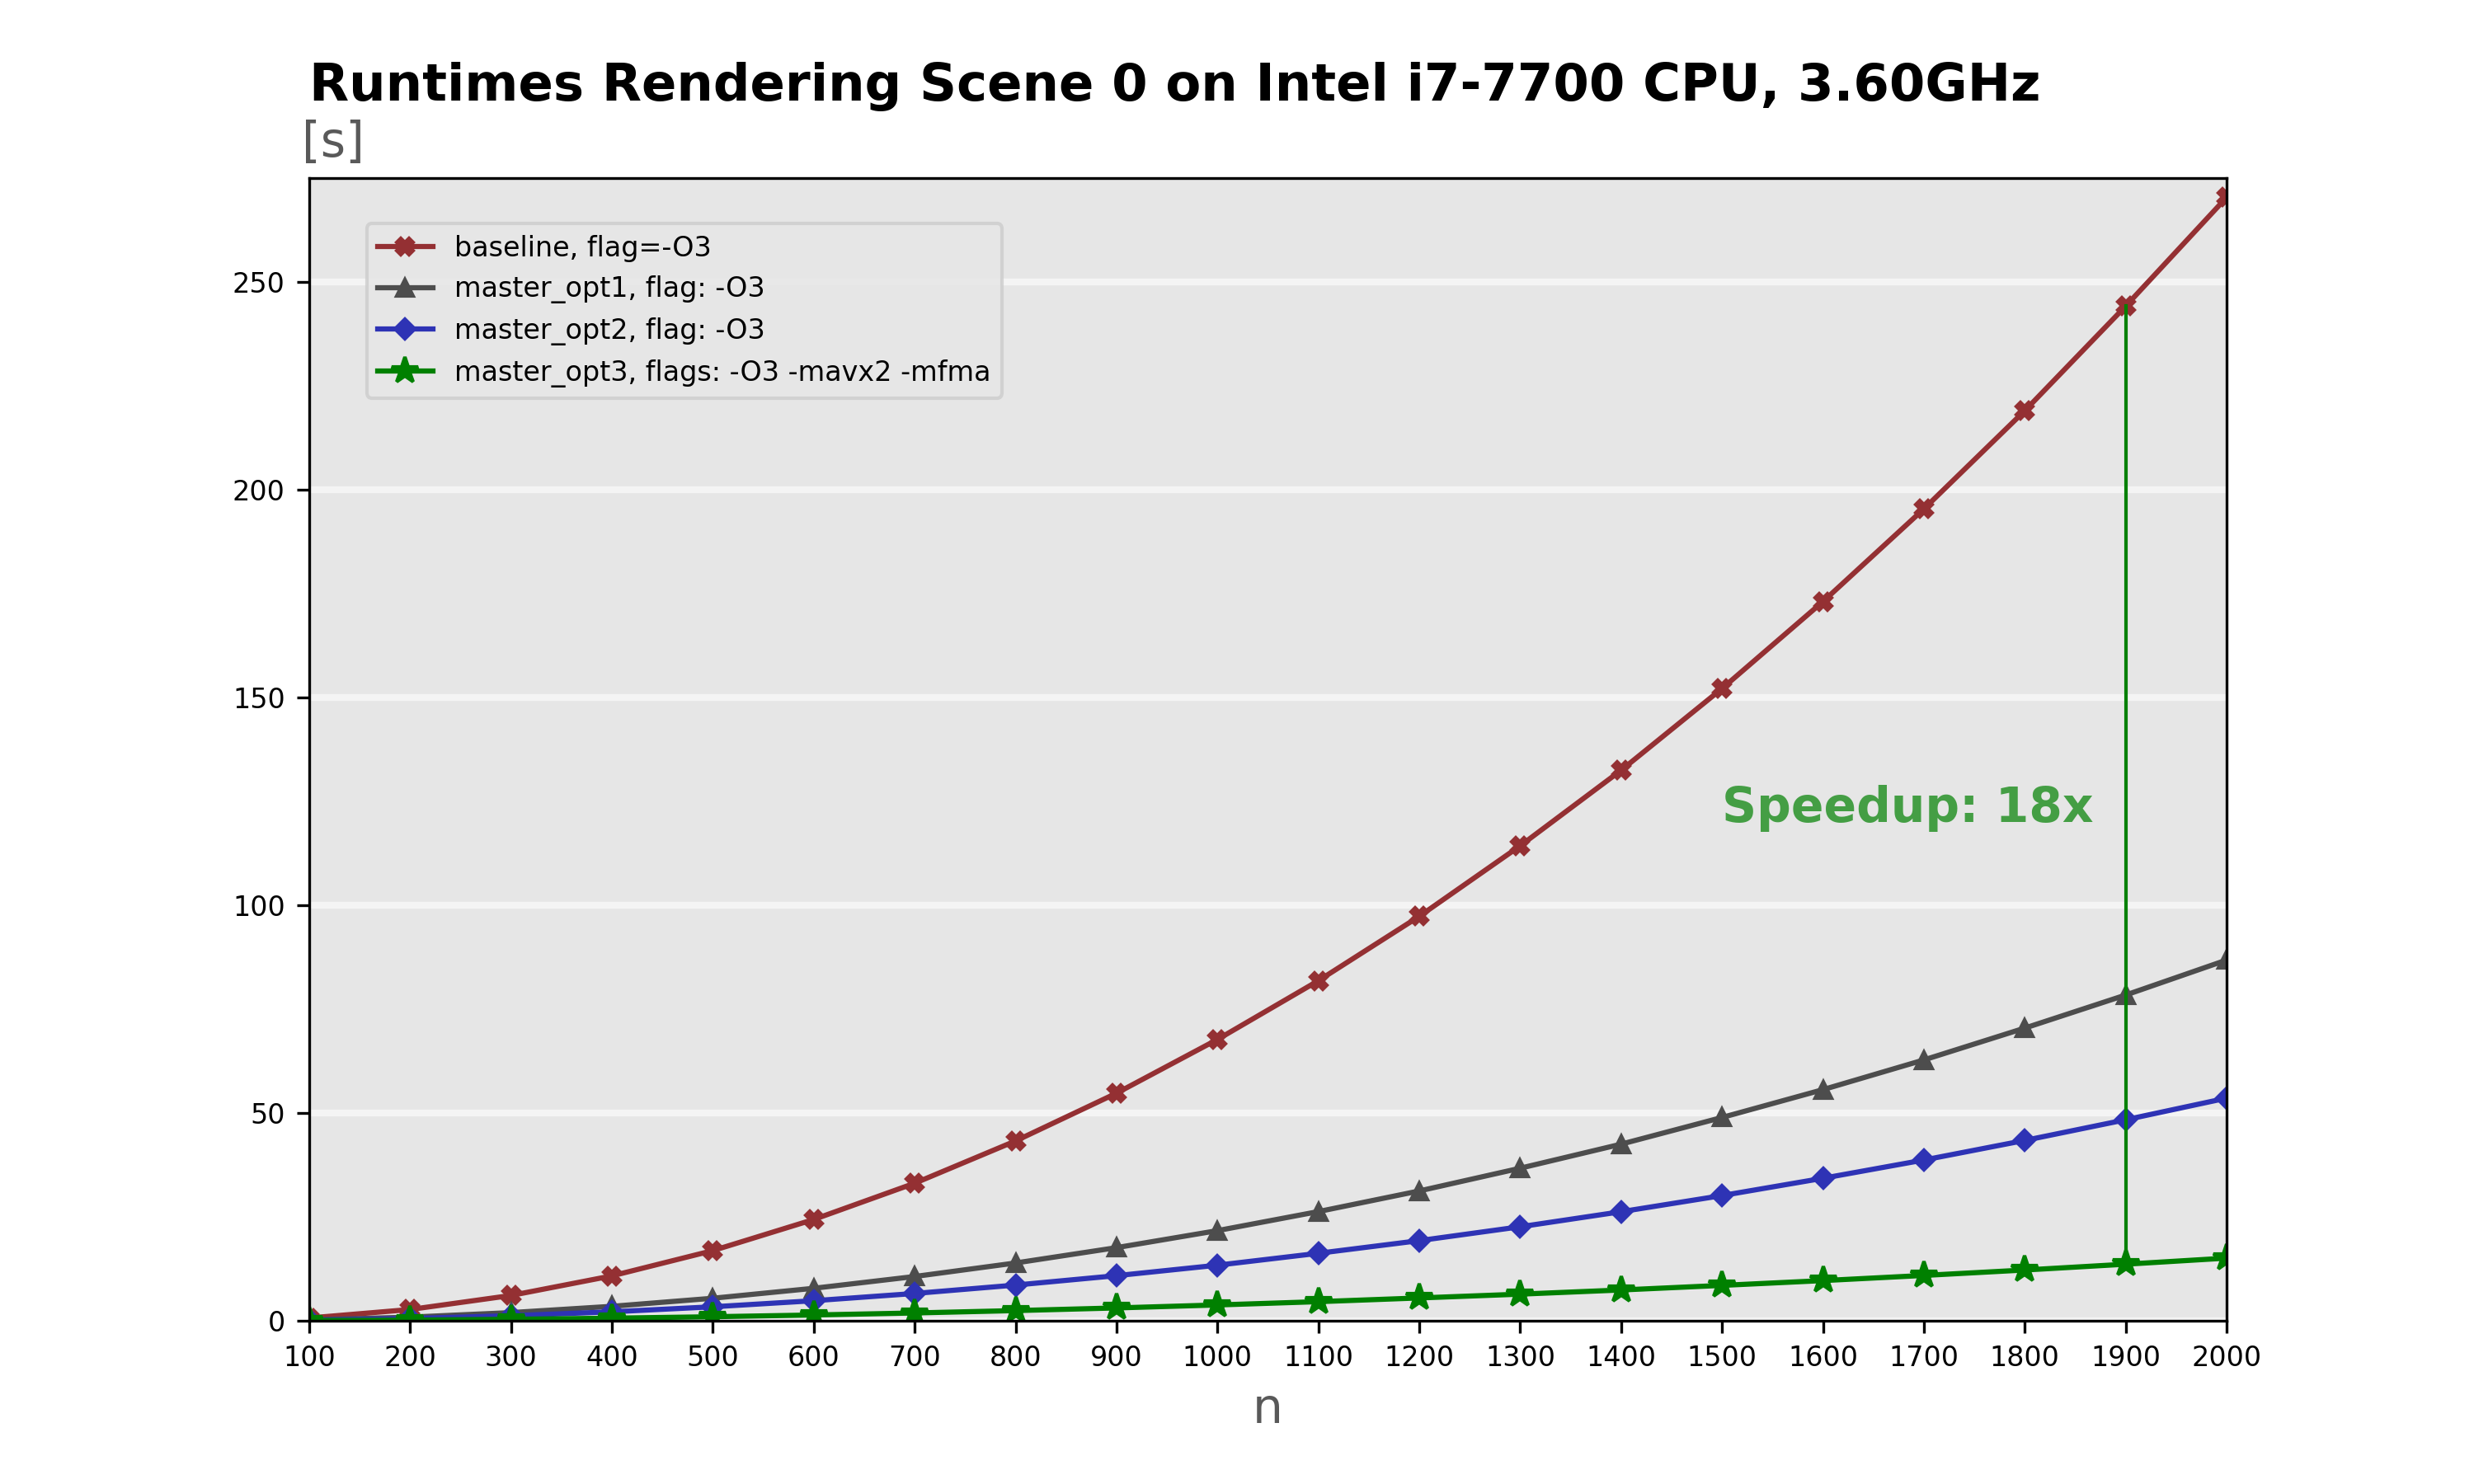 Runtimes Rendering Scene 0 on Intel i7-7700 CPU, 3.60GHz
[s]
baseline, flag=-O3
master_opt1, flag: -O3
master_opt2, flag: -O3
master_opt3, flags: -O3 -mavx2 -mfma
250
200
150
100
50
0
Speedup: 18x
100 200 300 400 500 600 700 800 900 1000 1100 1200 1300 1400 1500 1600 1700 1800 1900 2000
n